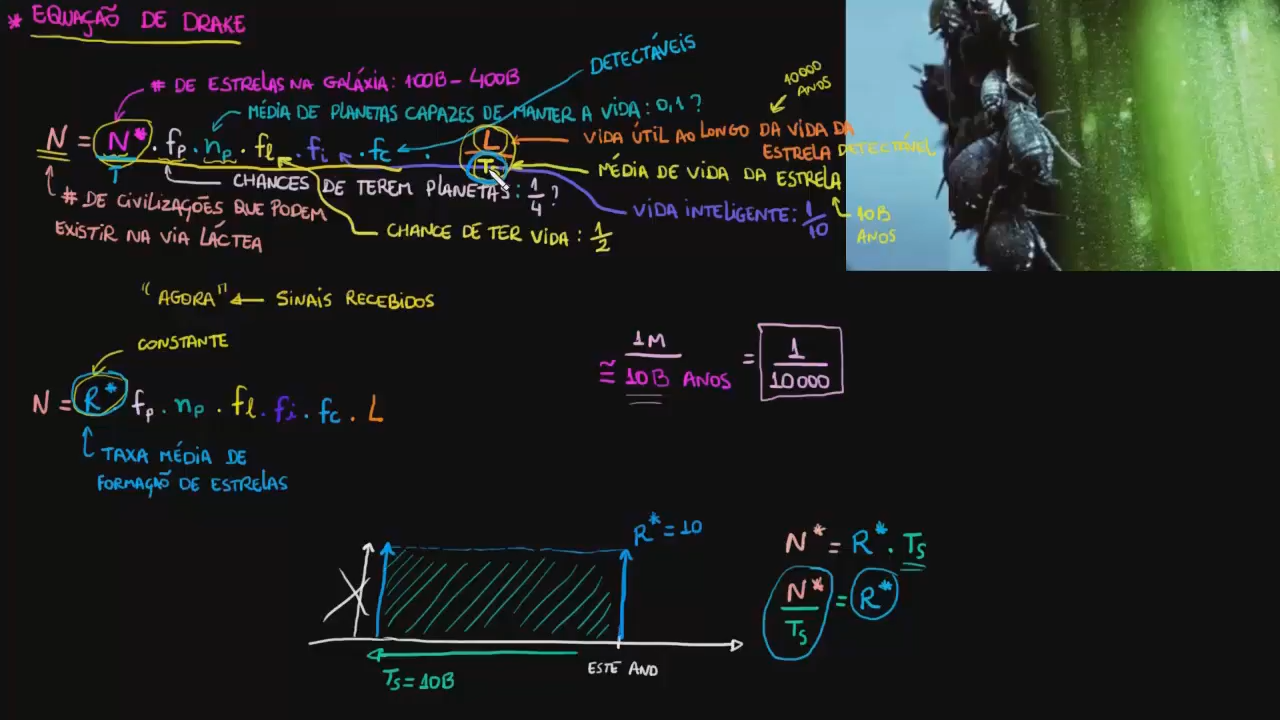 * EQUAÇÃO DE DRAKE
DETECTÁVEIS
# DE ESTRELAS NA GALÁXIA: 100B - 400B
10000 ANOS
MÉDIA DE PLANETAS CAPAZES DE MANTER A VIDA: 0,1 ?
N = N* . fp . np . fl . fi . fc . L
VIDA ÚTIL AO LONGO DA VIDA DA
ESTRELA DETECTÁVEL
T Ts
MÉDIA DE VIDA DA ESTRELA
CHANCES DE TEREM PLANETAS: 1/4 ?
# DE CIVILIZAÇÕES QUE PODEM
EXISTIR NA VIA LÁCTEA
VIDA INTELIGENTE: 1/10
10B
ANOS
CHANCE DE TER VIDA: 1/2
"AGORA" SINAIS RECEBIDOS
CONSTANTE
≅ 1M/10B ANOS = 1/10000
N = R* fp . np . fl . fi . fc . L
TAXA MÉDIA DE
FORMAÇÃO DE ESTRELAS
R* = 10
N* = R* . Ts
N*/Ts = R*
ESTE ANO
Ts = 10B